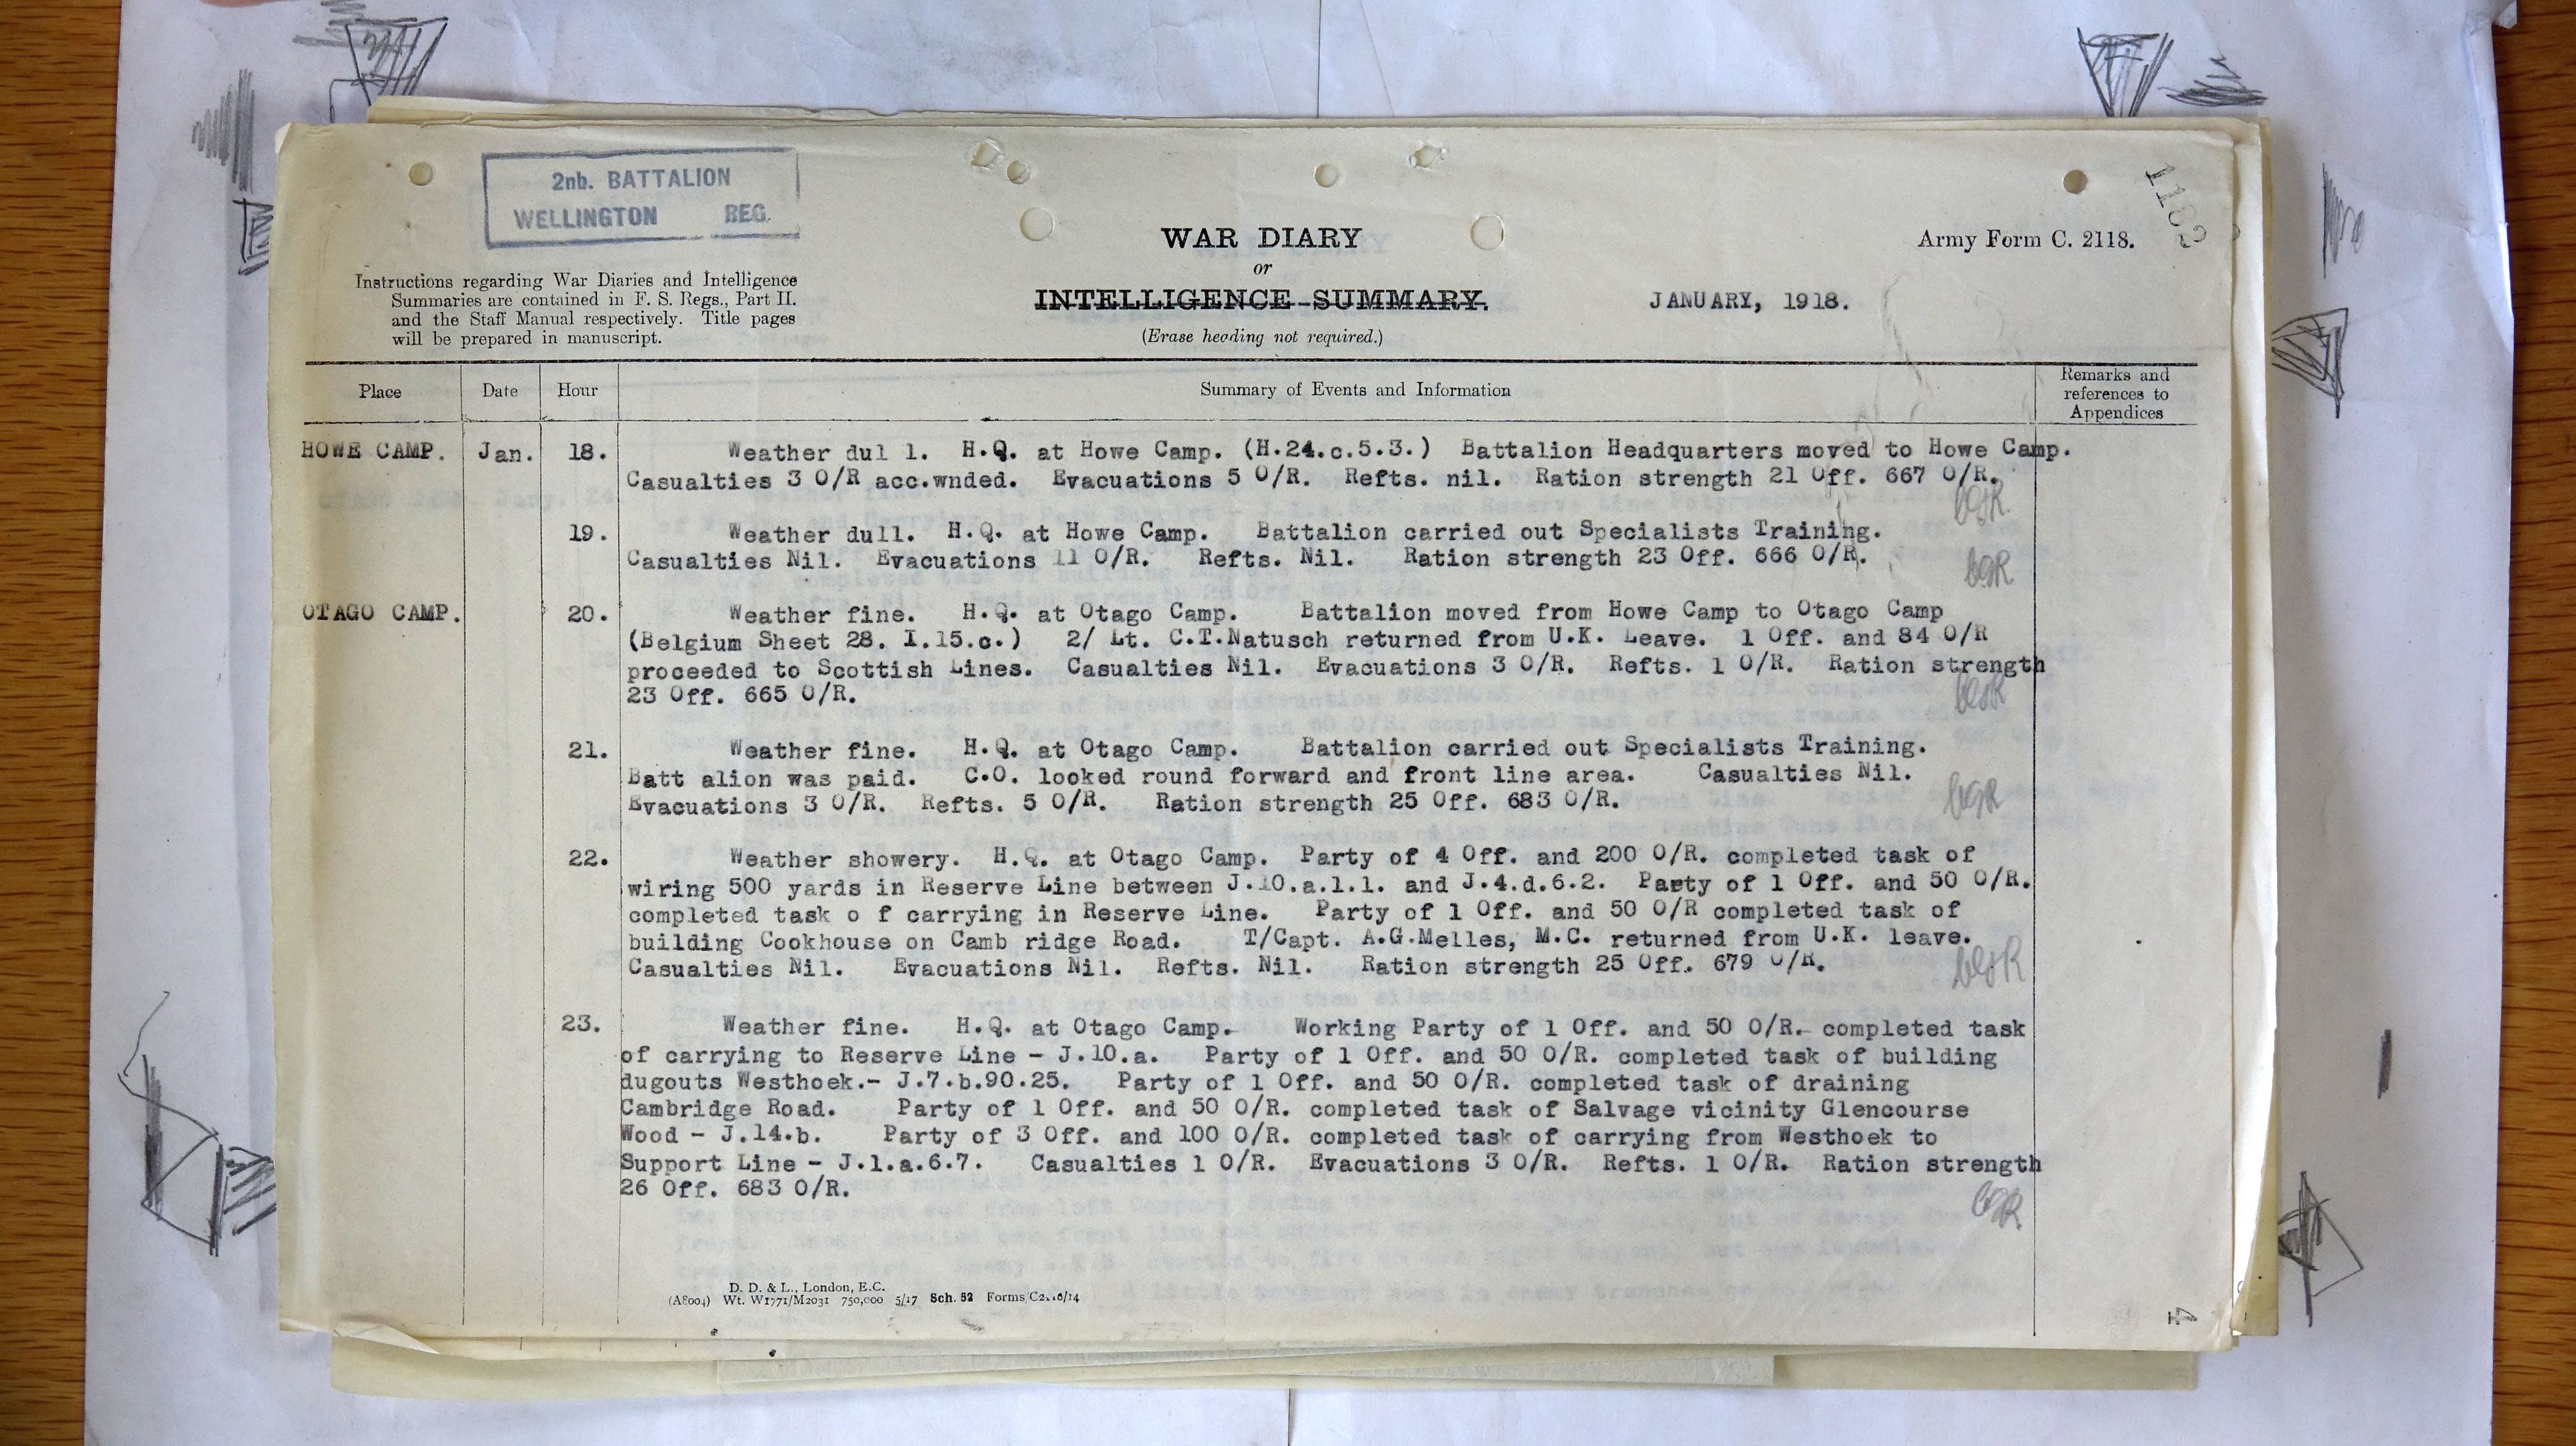 2nb. BATTALION
WELLINGTON REG.
1183
WAR DIARY
or
INTELLIGENCE SUMMARY.
(Erase heading not required.)
Army Form C. 2118.
JANUARY, 1918.
Instructions regarding War Diaries and Intelligence
Summaries are contained in F. S. Regs., Part II.
and the Staff Manual respectively. Title pages
will be prepared in manuscript.
Place Date Hour Summary of Events and Information Remarks and references to Appendices
HOWE CAMP. Jan. 18. Weather dul l. H.Q. at Howe Camp. (H.24.c.5.3.) Battalion Headquarters moved to Howe Camp.
Casualties 3 O/R acc.wnded. Evacuations 5 O/R. Refts. nil. Ration strength 21 Off. 667 O/R.
19. Weather dull. H.Q. at Howe Camp. Battalion carried out Specialists Training.
Casualties Nil. Evacuations 11 O/R. Refts. Nil. Ration strength 23 Off. 666 O/R.
OTAGO CAMP. 20. Weather fine. H.Q. at Otago Camp. Battalion moved from Howe Camp to Otago Camp
(Belgium Sheet 28. I.15.c.) 2/ Lt. C.T.Natusch returned from U.K. Leave. 1 Off. and 84 O/R
proceeded to Scottish Lines. Casualties Nil. Evacuations 3 O/R. Refts. 1 O/R. Ration strength
23 Off. 665 O/R.
21. Weather fine. H.Q. at Otago Camp. Battalion carried out Specialists Training.
Batt alion was paid. C.O. looked round forward and front line area. Casualties Nil.
Evacuations 3 O/R. Refts. 5 O/R. Ration strength 25 Off. 683 O/R.
22. Weather showery. H.Q. at Otago Camp. Party of 4 Off. and 200 O/R. completed task of
wiring 500 yards in Reserve Line between J.10.a.1.1. and J.4.d.6.2. Party of 1 Off. and 50 O/R.
completed task o f carrying in Reserve Line. Party of 1 Off. and 50 O/R completed task of
building Cookhouse on Camb ridge Road. T/Capt. A.G.Melles, M.C. returned from U.K. leave.
Casualties Nil. Evacuations Nil. Refts. Nil. Ration strength 25 Off. 679 O/R.
23. Weather fine. H.Q. at Otago Camp. Working Party of 1 Off. and 50 O/R. completed task
of carrying to Reserve Line - J.10.a. Party of 1 Off. and 50 O/R. completed task of building
dugouts Westhoek.- J.7.b.90.25. Party of 1 Off. and 50 O/R. completed task of draining
Cambridge Road. Party of 1 Off. and 50 O/R. completed task of Salvage vicinity Glencourse
Wood - J.14.b. Party of 3 Off. and 100 O/R. completed task of carrying from Westhoek to
Support Line - J.1.a.6.7. Casualties 1 O/R. Evacuations 3 O/R. Refts. 1 O/R. Ration strength
26 Off. 683 O/R.
D. D. & L., London, E.C.
(A8004) Wt. W1771/M2031 750,000 5/17 Sch. 52 Forms/C2118/14
4